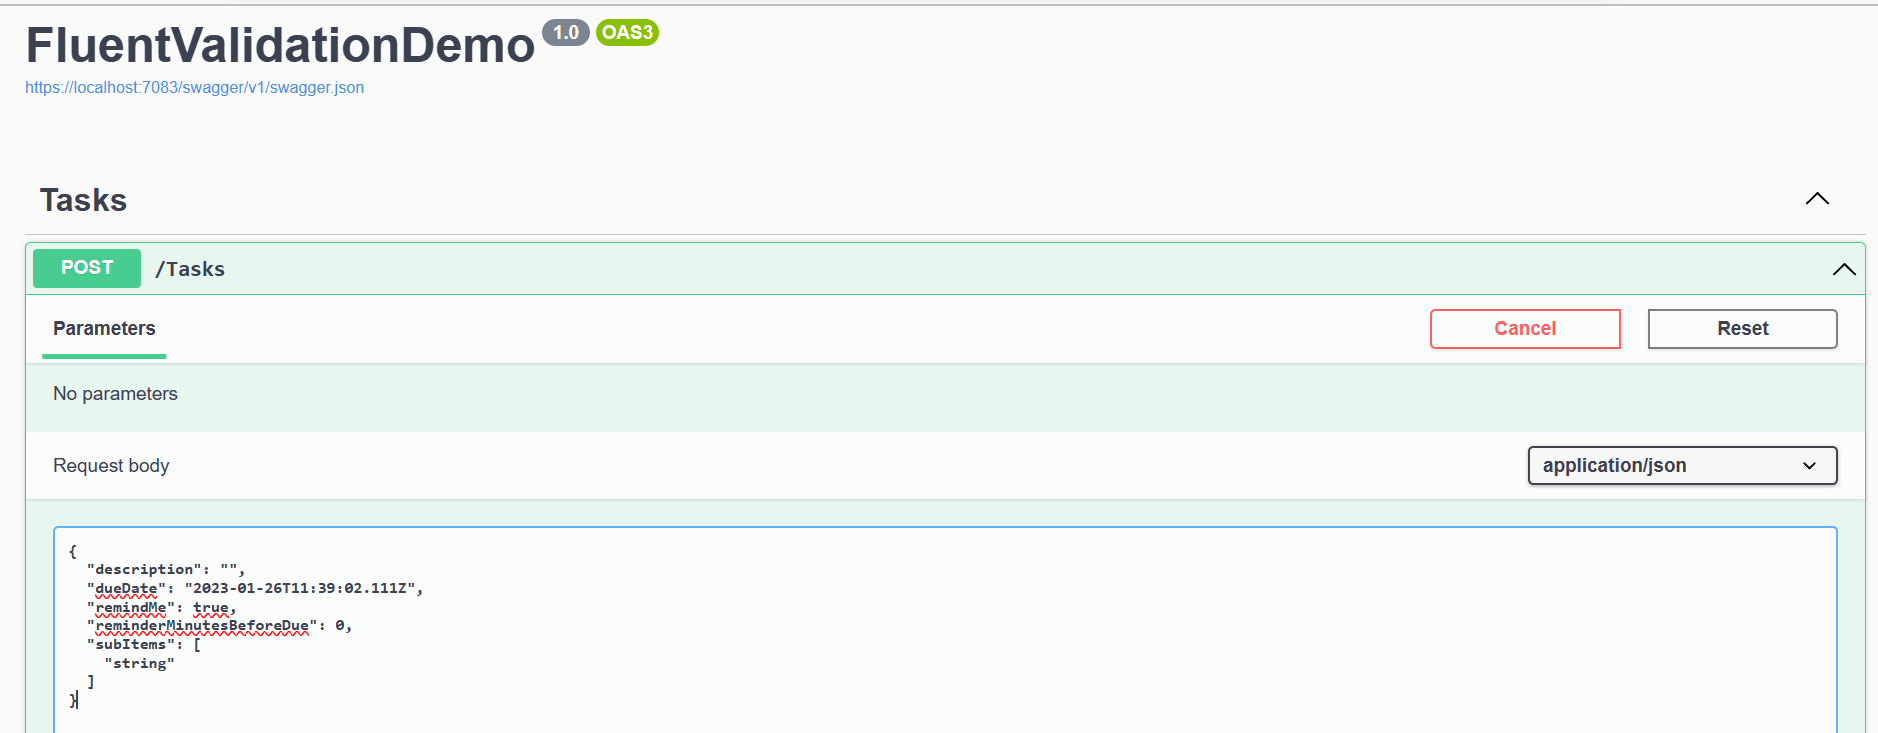 FluentValidationDemo 1.0 OAS3
https://localhost:7083/swagger/v1/swagger.json
Tasks
POST /Tasks
Parameters Cancel Reset
No parameters
Request body application/json
{
  "description": "",
  "dueDate": "2023-01-26T11:39:02.111Z",
  "remindMe": true,
  "reminderMinutesBeforeDue": 0,
  "subItems": [
    "string"
  ]
}